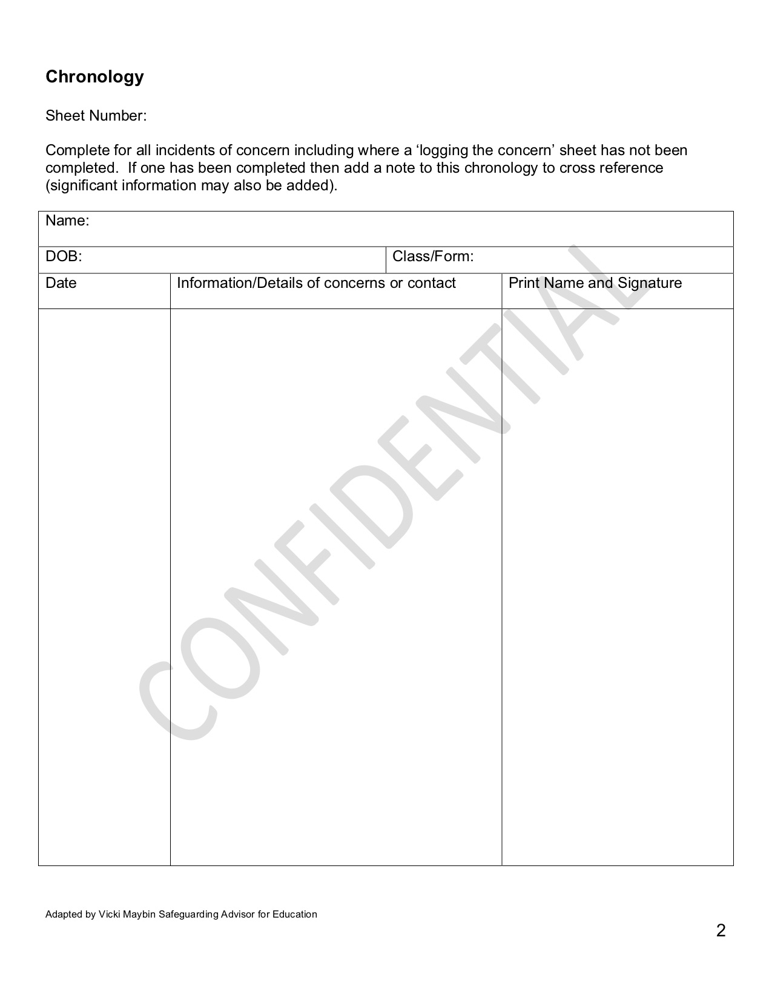 Chronology
Sheet Number:
Complete for all incidents of concern including where a ‘logging the concern’ sheet has not been
completed.  If one has been completed then add a note to this chronology to cross reference
(significant information may also be added).
Name:
DOB:
Class/Form:
Date
Information/Details of concerns or contact
Print Name and Signature
CONFIDENTIAL
Adapted by Vicki Maybin Safeguarding Advisor for Education
2